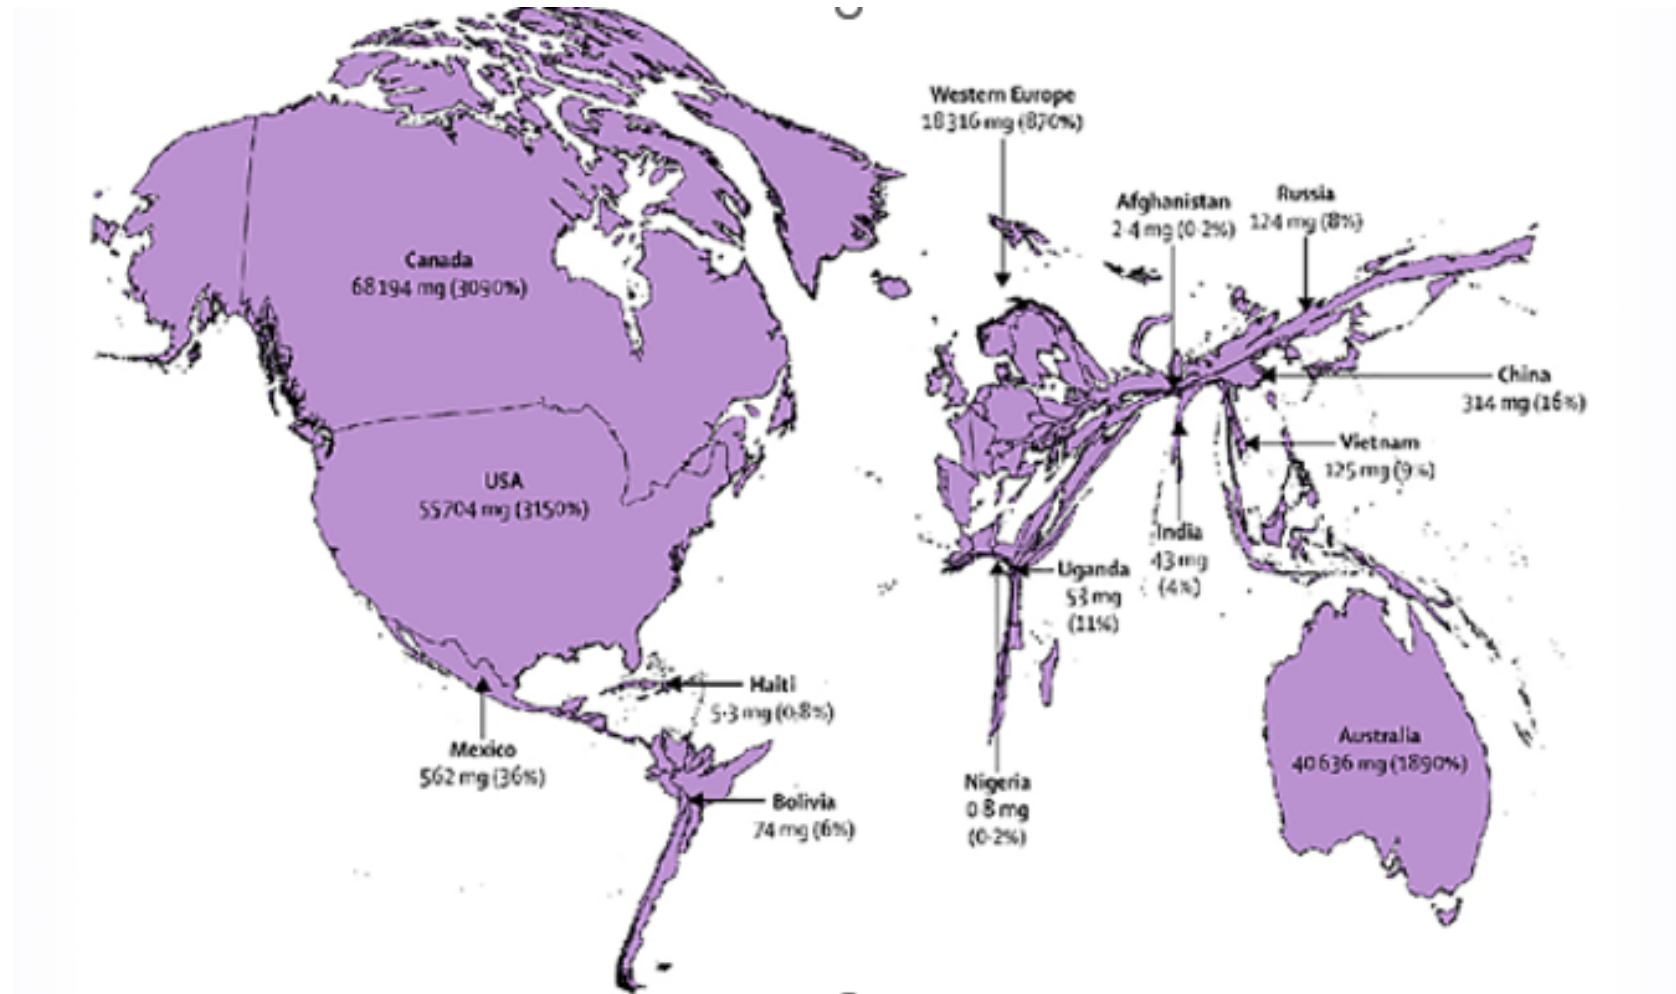 Western Europe
18316 mg (870%)
Afghanistan
2·4 mg (0·2%)
Russia
124 mg (8%)
Canada
68194 mg (3090%)
China
314 mg (16%)
Vietnam
125 mg (9%)
USA
55704 mg (3150%)
India
43 mg
(4%)
Uganda
53 mg
(11%)
Haiti
5·3 mg (0·8%)
Mexico
562 mg (36%)
Nigeria
0·8 mg
(0·2%)
Bolivia
74 mg (6%)
Australia
40636 mg (1890%)